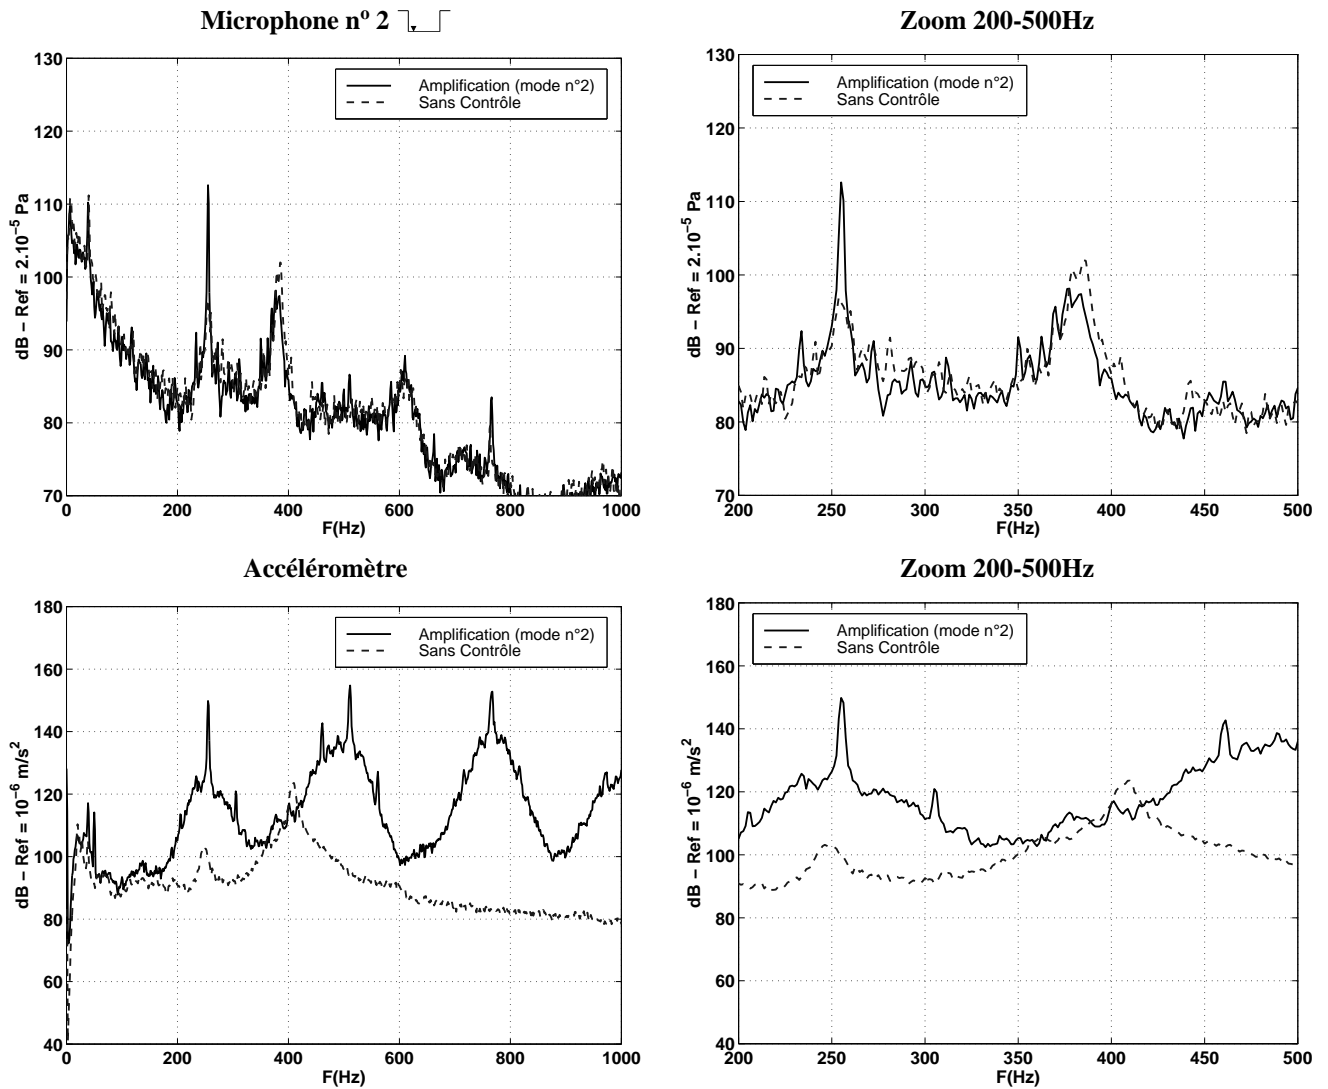 Microphone nº 2
130
120
110
100
90
80
70
0
200
400
600
800
1000
F(Hz)
dB – Ref = 2.10⁻⁵ Pa
Amplification (mode n°2)
Sans Contrôle
Zoom 200-500Hz
130
120
110
100
90
80
70
200
250
300
350
400
450
500
F(Hz)
dB – Ref = 2.10⁻⁵ Pa
Amplification (mode n°2)
Sans Contrôle
Accéléromètre
180
160
140
120
100
80
60
40
0
200
400
600
800
1000
F(Hz)
dB – Ref = 10⁻⁶ m/s²
Amplification (mode n°2)
Sans Contrôle
Zoom 200-500Hz
180
160
140
120
100
80
60
40
200
250
300
350
400
450
500
F(Hz)
dB – Ref = 10⁻⁶ m/s²
Amplification (mode n°2)
Sans Contrôle